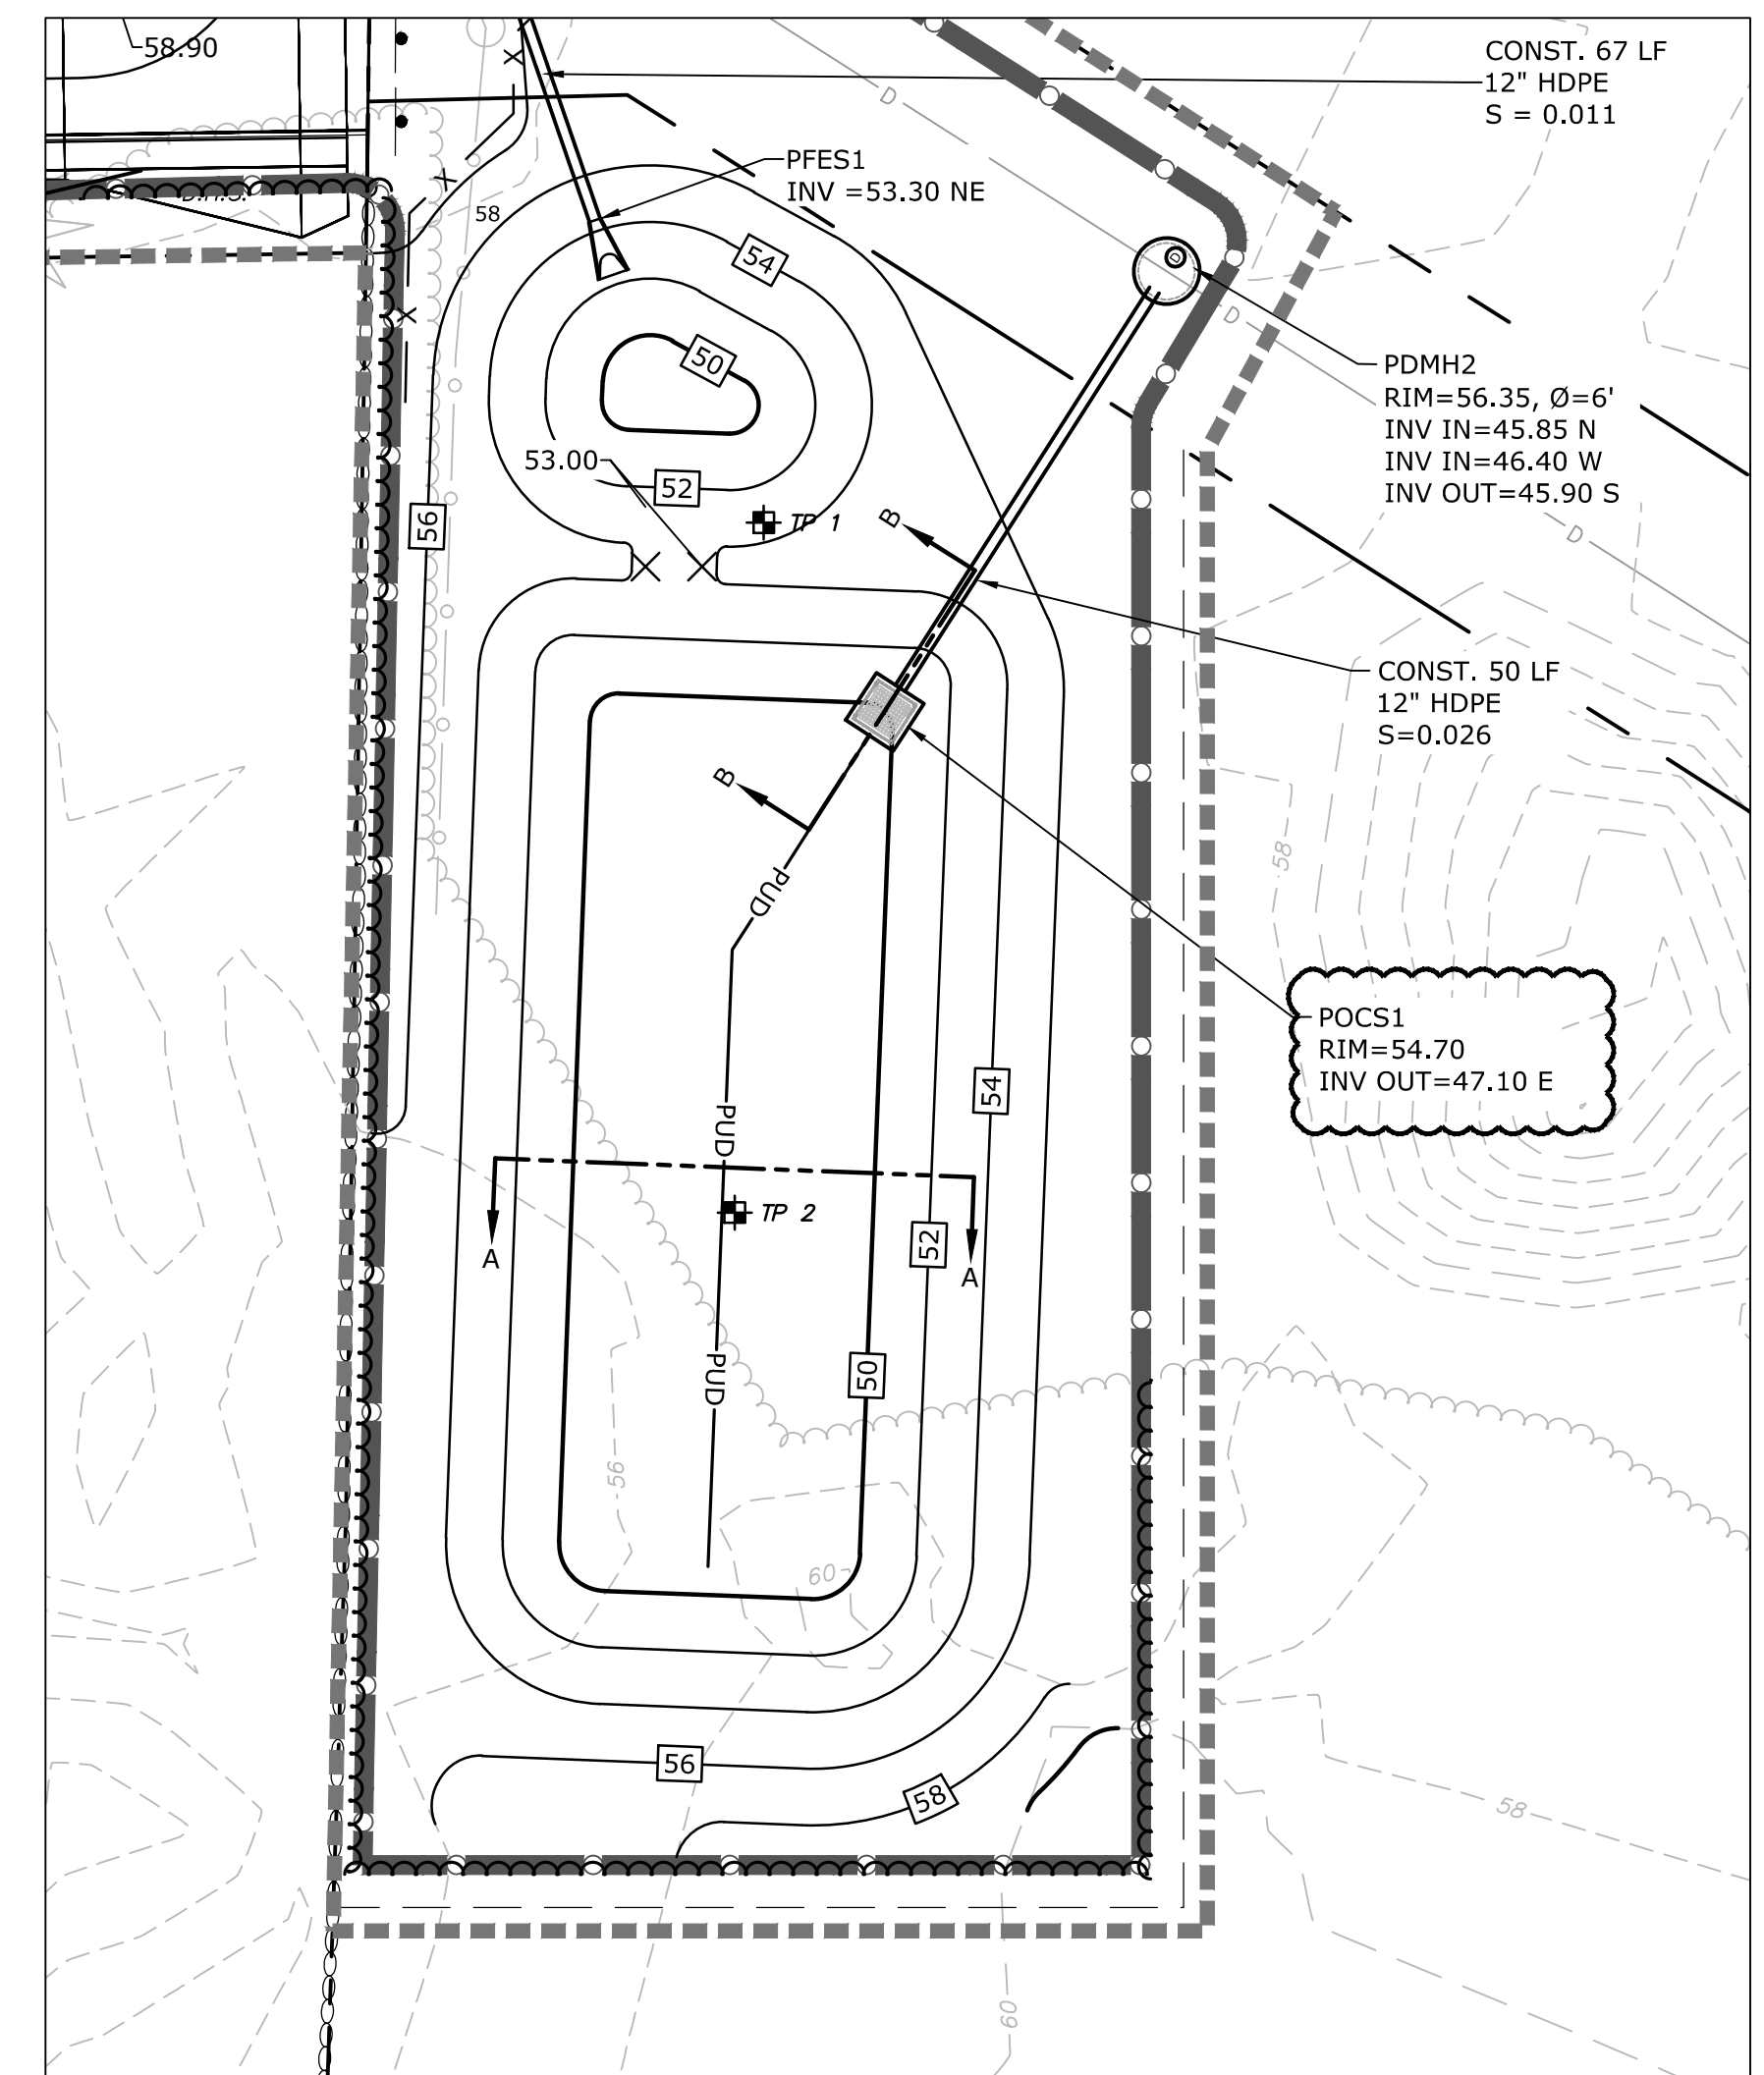 58.90
CONST. 67 LF
12" HDPE
S = 0.011
X
D
PFES1
INV =53.30 NE
X
D.H.S.
58
54
D
D
X
50
PDMH2
RIM=56.35, Ø=6'
INV IN=45.85 N
INV IN=46.40 W
INV OUT=45.90 S
53.00
52
56
TP 1
B
D
CONST. 50 LF
12" HDPE
S=0.026
B
58
PUD
POCS1
RIM=54.70
INV OUT=47.10 E
54
PUD
TP 2
52
A
A
50
PUD
56
60
56
58
58
60